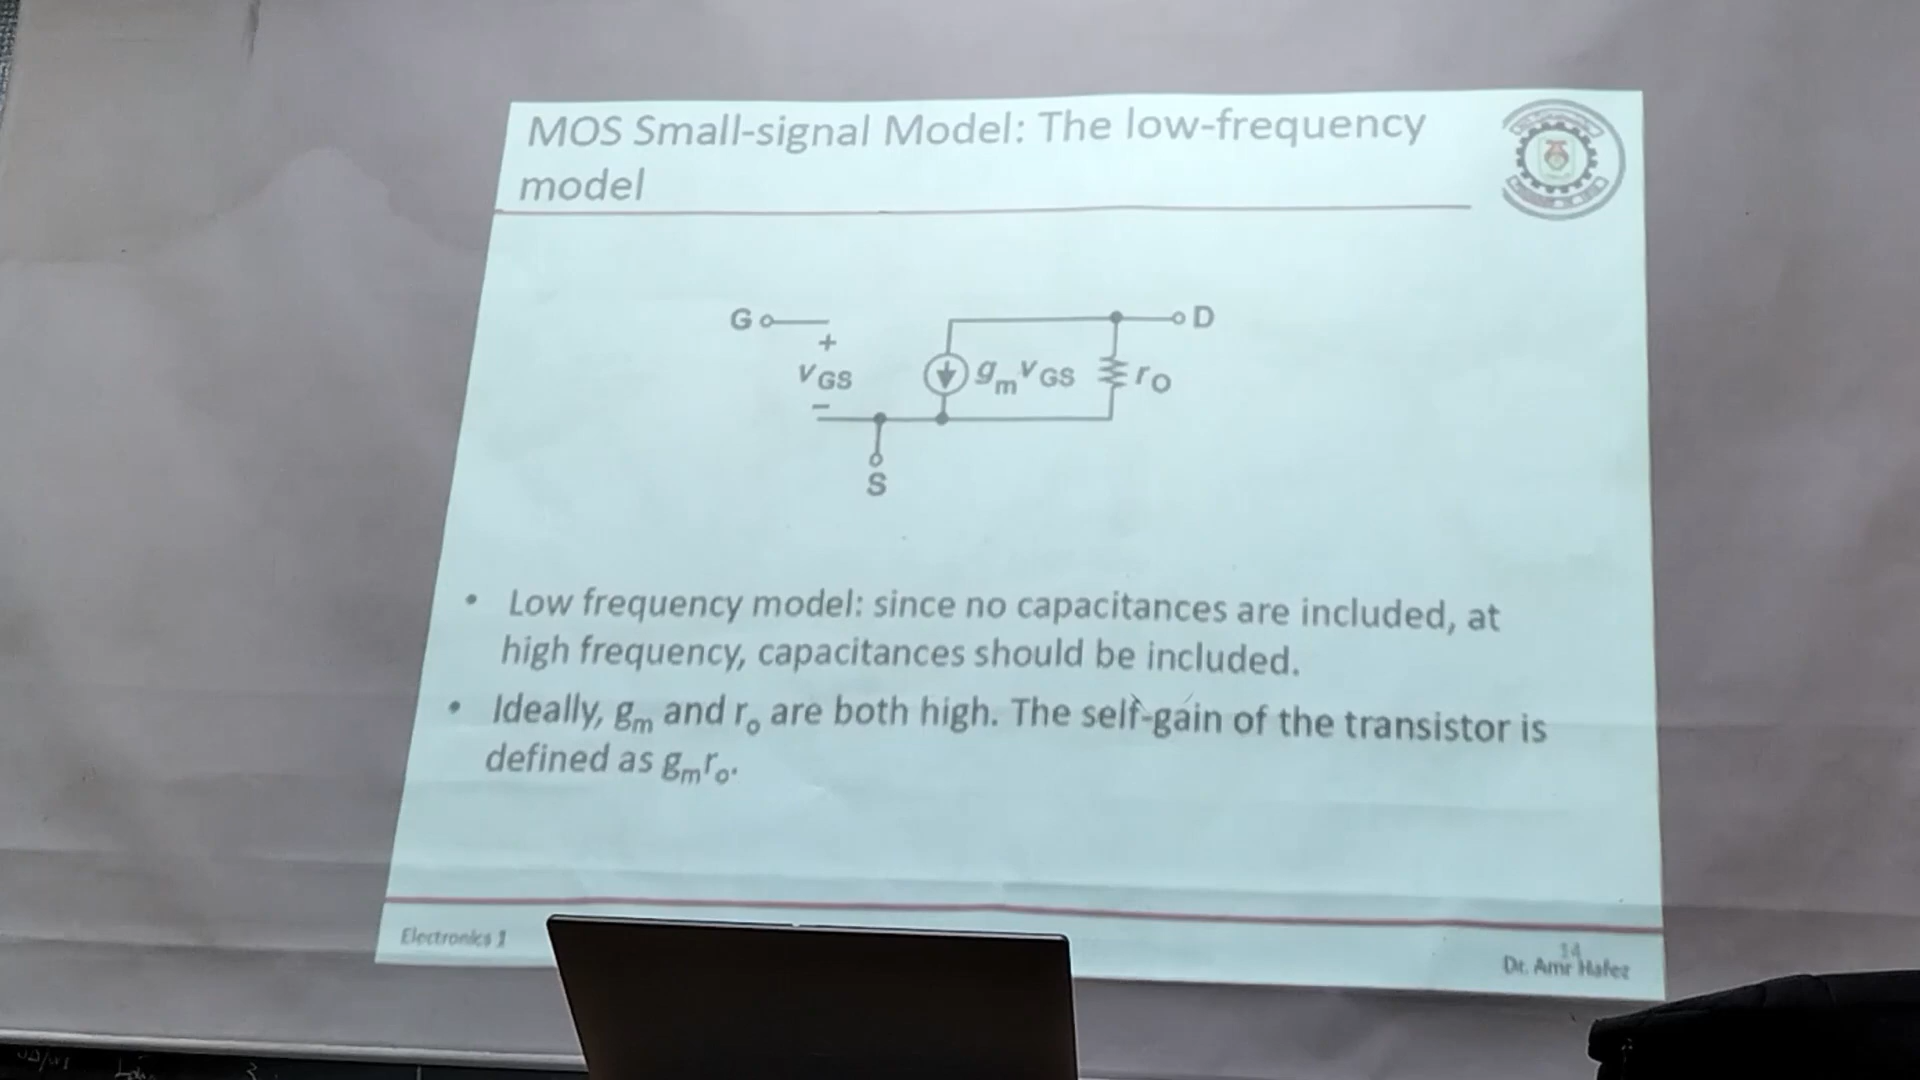 MOS Small-signal Model: The low-frequency
model
G
D
+
vGS
gmvGS
rO
−
S
• Low frequency model: since no capacitances are included, at
high frequency, capacitances should be included.
• Ideally, gm and ro are both high. The self-gain of the transistor is
defined as gmro.
Electronics 1
14
Dr. Amr Hafez